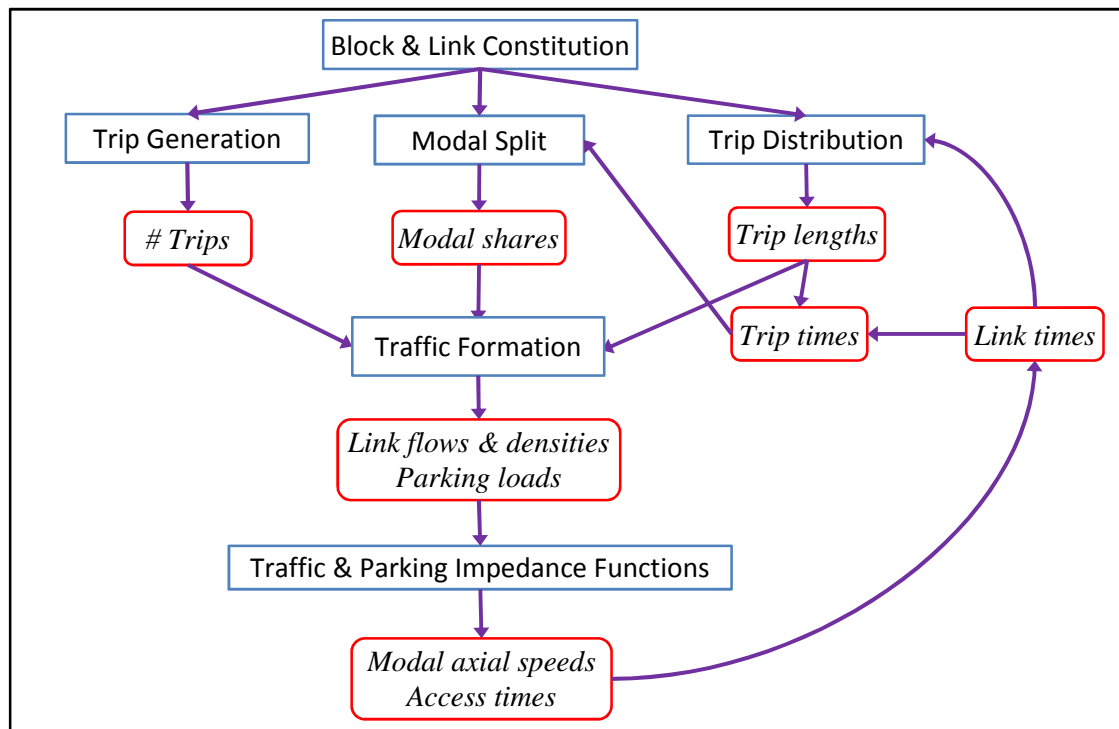 Block & Link Constitution
Trip Generation
Modal Split
Trip Distribution
# Trips
Modal shares
Trip lengths
Traffic Formation
Trip times
Link times
Link flows & densities
Parking loads
Traffic & Parking Impedance Functions
Modal axial speeds
Access times